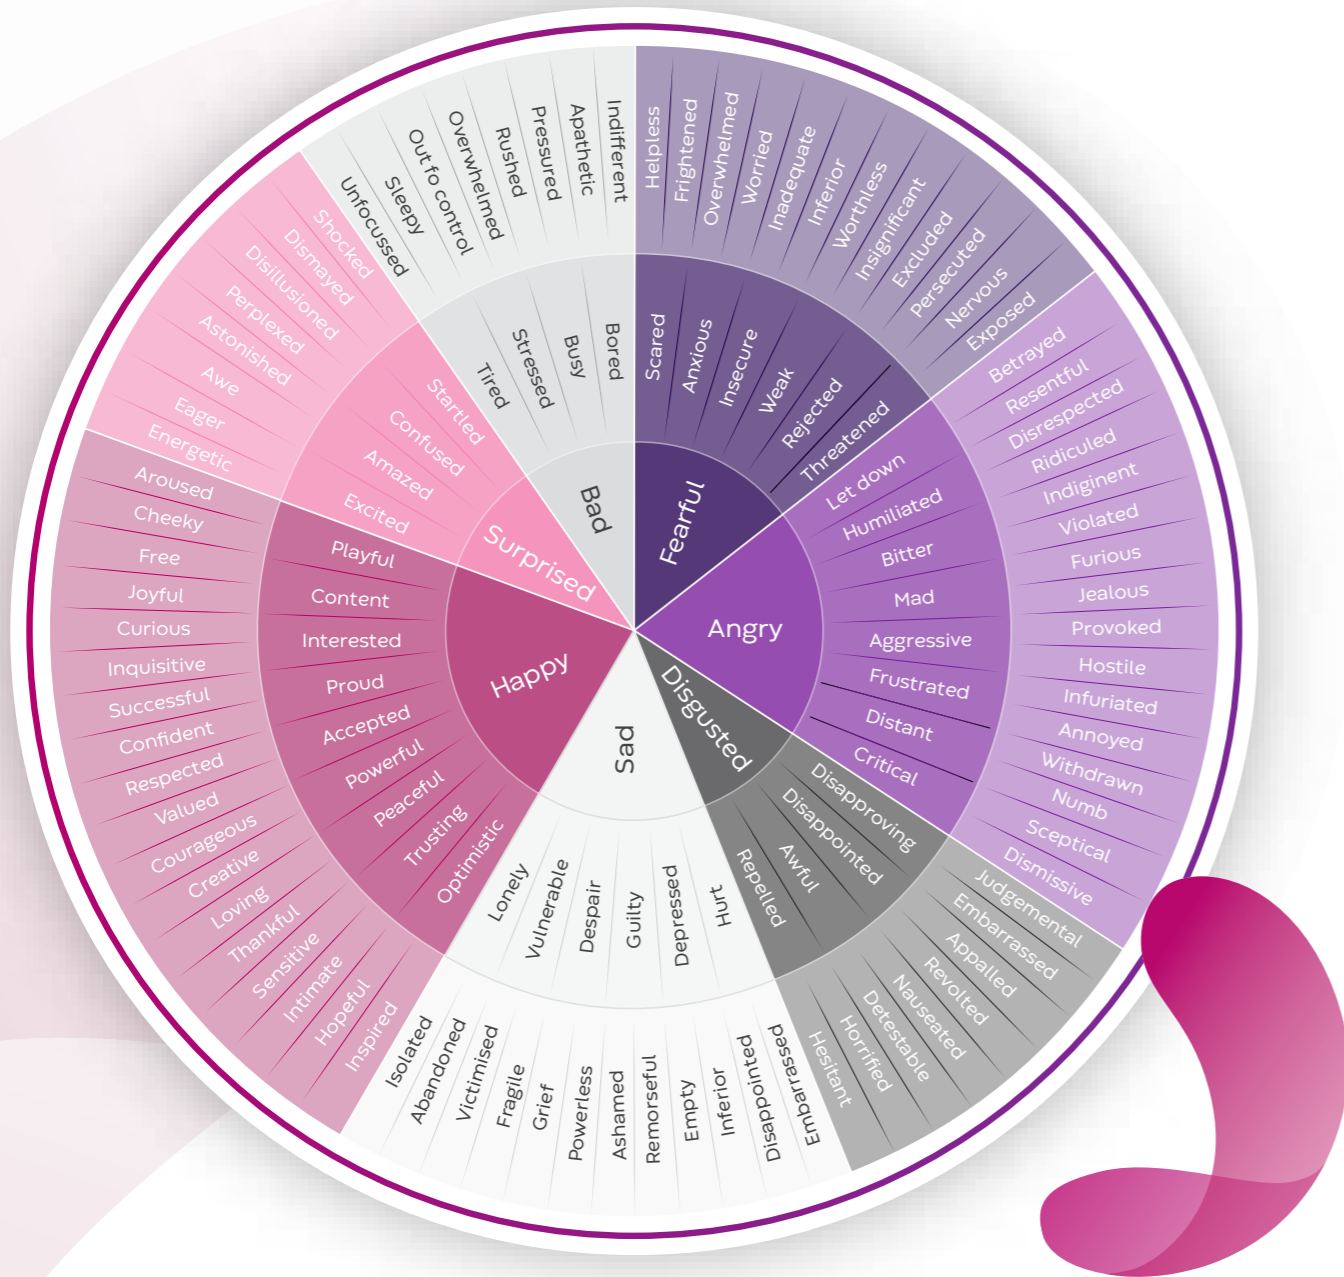 Fearful
Angry
Disgusted
Sad
Happy
Surprised
Bad
Scared
Anxious
Insecure
Weak
Rejected
Threatened
Let down
Humiliated
Bitter
Mad
Aggressive
Frustrated
Distant
Critical
Disapproving
Disappointed
Awful
Repelled
Hurt
Depressed
Guilty
Despair
Vulnerable
Lonely
Optimistic
Trusting
Peaceful
Powerful
Accepted
Proud
Interested
Content
Playful
Excited
Amazed
Confused
Startled
Tired
Stressed
Busy
Bored
Helpless
Frightened
Overwhelmed
Worried
Inadequate
Inferior
Worthless
Insignificant
Excluded
Persecuted
Nervous
Exposed
Betrayed
Resentful
Disrespected
Ridiculed
Indiginent
Violated
Furious
Jealous
Provoked
Hostile
Infuriated
Annoyed
Withdrawn
Numb
Sceptical
Dismissive
Judgemental
Embarrassed
Appalled
Revolted
Nauseated
Detestable
Horrified
Hesitant
Embarrassed
Disappointed
Inferior
Empty
Remorseful
Ashamed
Powerless
Grief
Fragile
Victimised
Abandoned
Isolated
Inspired
Hopeful
Intimate
Sensitive
Thankful
Loving
Creative
Courageous
Valued
Respected
Confident
Successful
Inquisitive
Curious
Joyful
Free
Cheeky
Aroused
Energetic
Eager
Awe
Astonished
Perplexed
Disillusioned
Dismayed
Shocked
Unfocussed
Sleepy
Out fo control
Overwhelmed
Rushed
Pressured
Apathetic
Indifferent